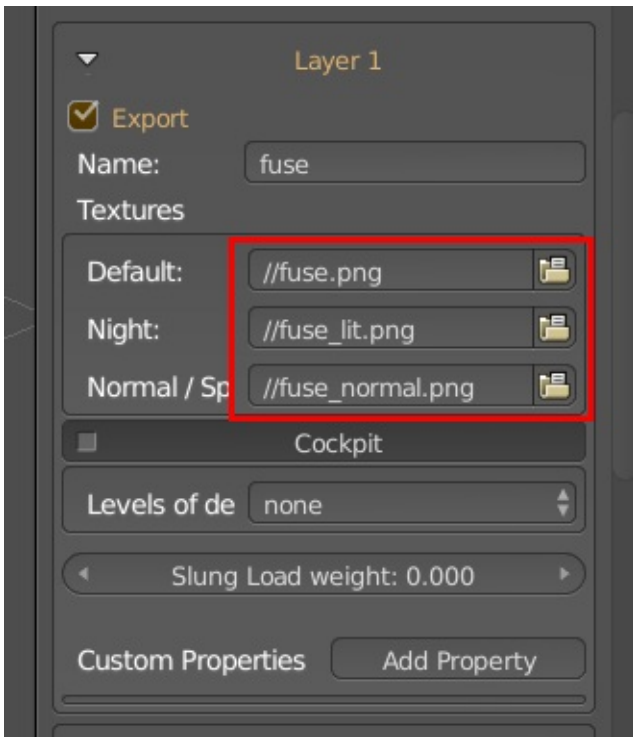 Layer 1
Export
Name: fuse
Textures
Default: //fuse.png
Night: //fuse_lit.png
Normal / Sp //fuse_normal.png
Cockpit
Levels of de none
Slung Load weight: 0.000
Custom Properties Add Property